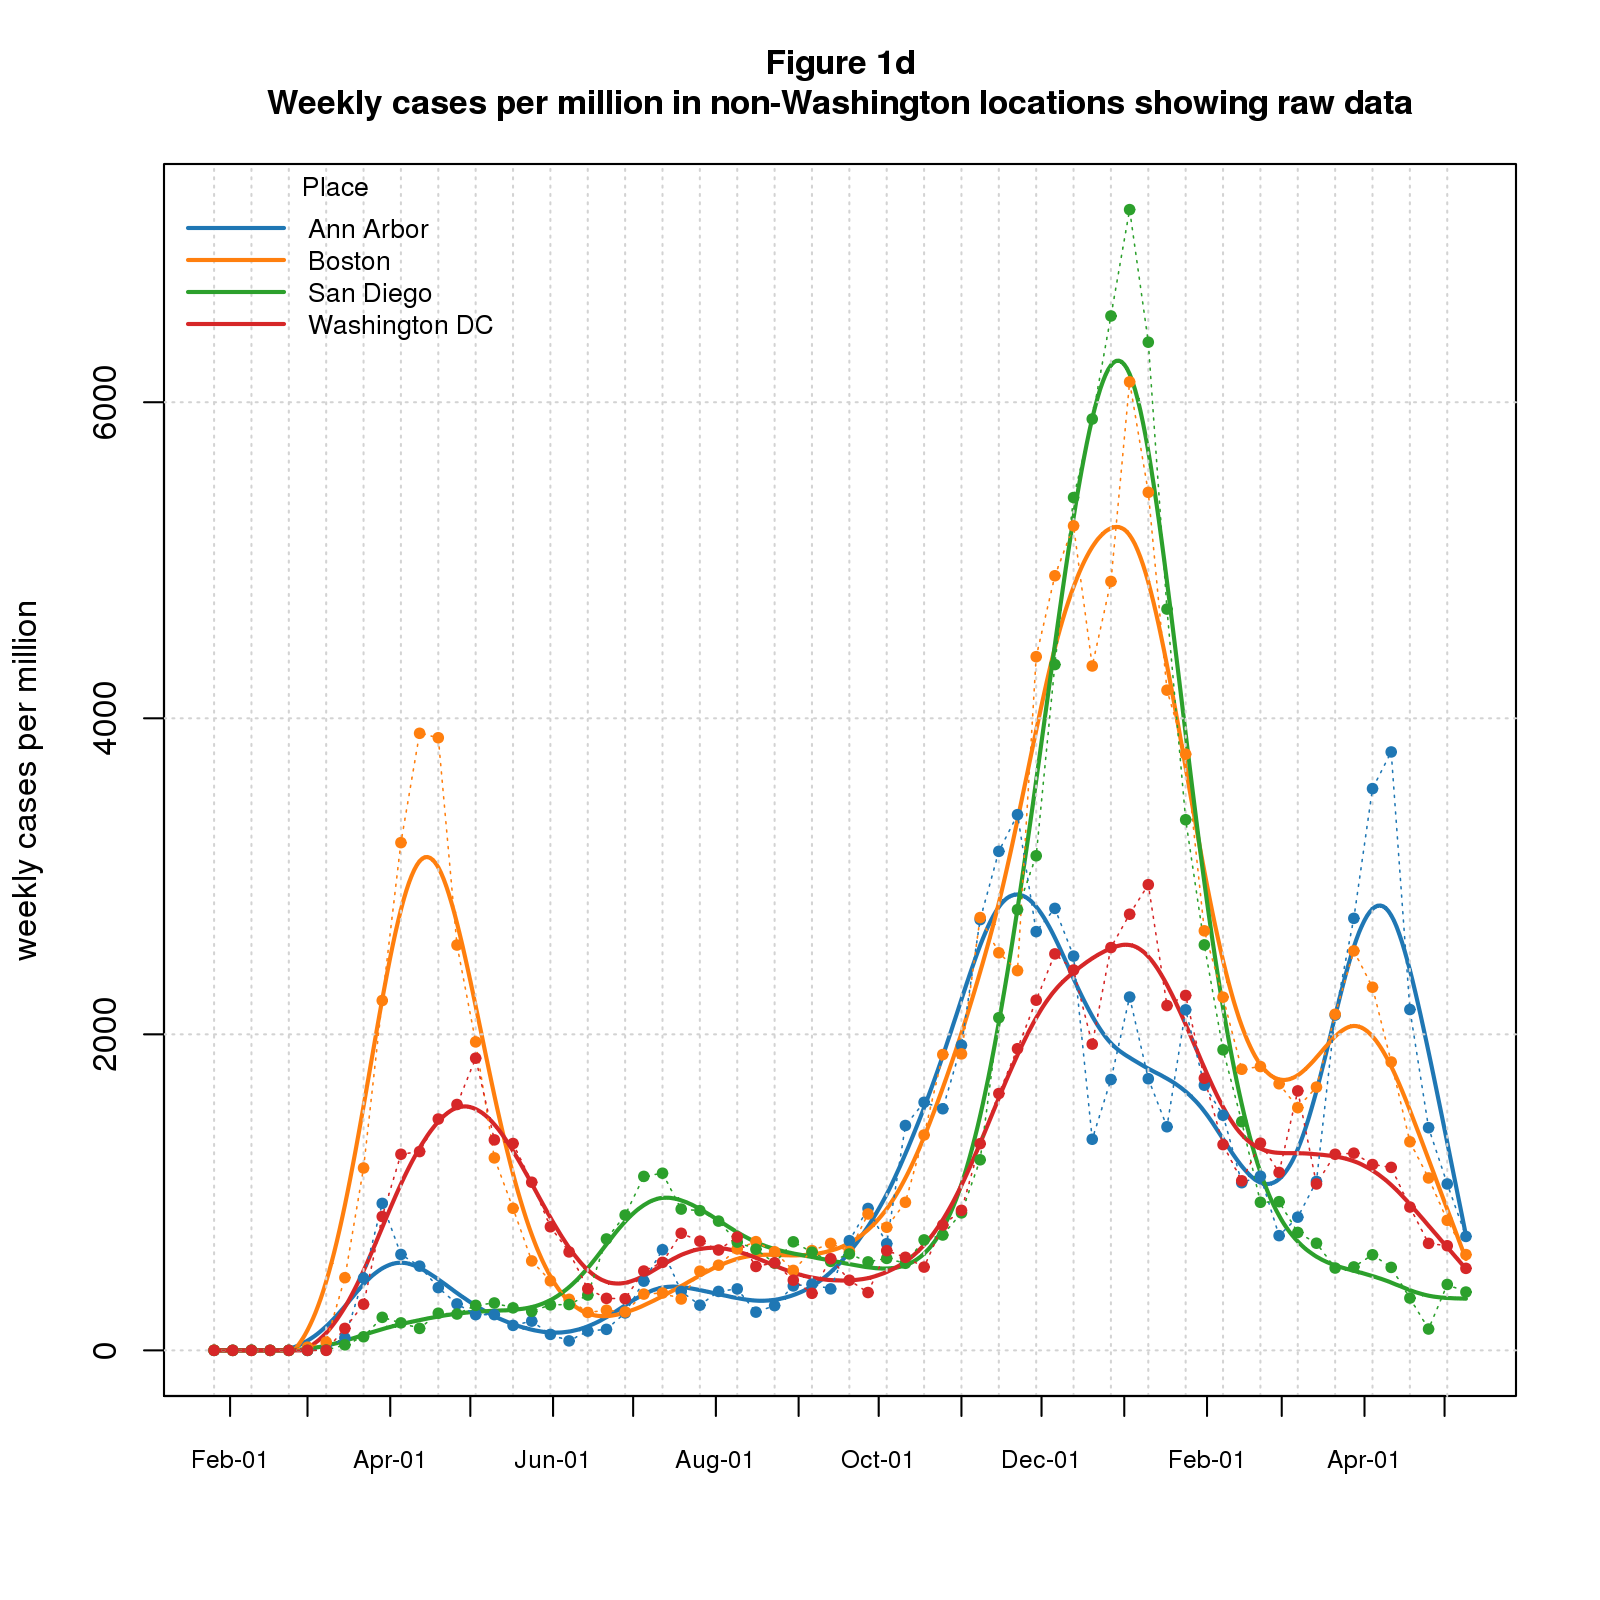 Figure 1d
Weekly cases per million in non-Washington locations showing raw data
Place
Ann Arbor
Boston
San Diego
Washington DC
weekly cases per million
6000
4000
2000
0
Feb-01 Apr-01 Jun-01 Aug-01 Oct-01 Dec-01 Feb-01 Apr-01